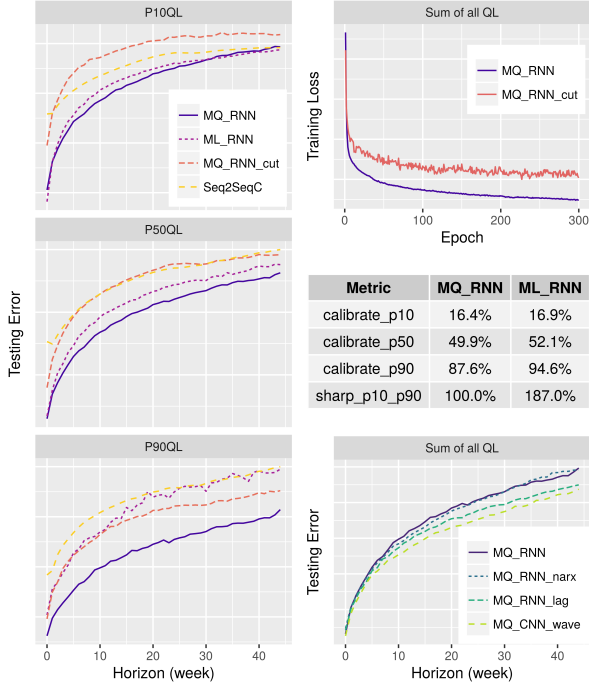 P10QL
MQ_RNN
ML_RNN
MQ_RNN_cut
Seq2SeqC
P50QL
Testing Error
P90QL
0 10 20 30 40
Horizon (week)
Sum of all QL
Training Loss
MQ_RNN
MQ_RNN_cut
0 100 200 300
Epoch
Metric MQ_RNN ML_RNN
calibrate_p10 16.4% 16.9%
calibrate_p50 49.9% 52.1%
calibrate_p90 87.6% 94.6%
sharp_p10_p90 100.0% 187.0%
Sum of all QL
Testing Error
MQ_RNN
MQ_RNN_narx
MQ_RNN_lag
MQ_CNN_wave
0 10 20 30 40
Horizon (week)